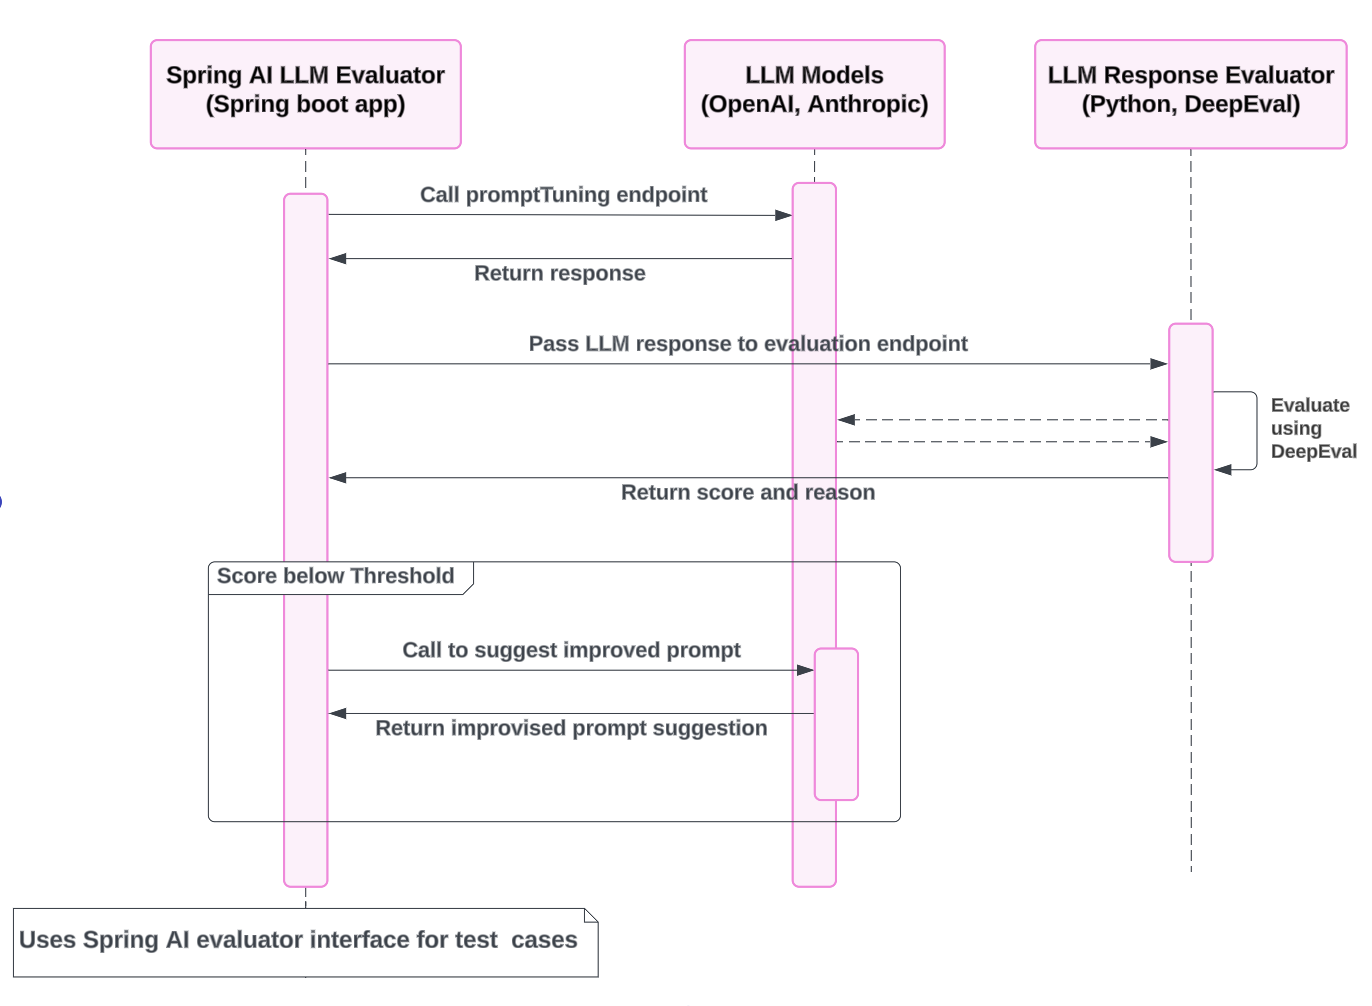 Spring AI LLM Evaluator
(Spring boot app)
LLM Models
(OpenAI, Anthropic)
LLM Response Evaluator
(Python, DeepEval)
Call promptTuning endpoint
Return response
Pass LLM response to evaluation endpoint
Evaluate
using
DeepEval
Return score and reason
Score below Threshold
Call to suggest improved prompt
Return improvised prompt suggestion
Uses Spring AI evaluator interface for test  cases